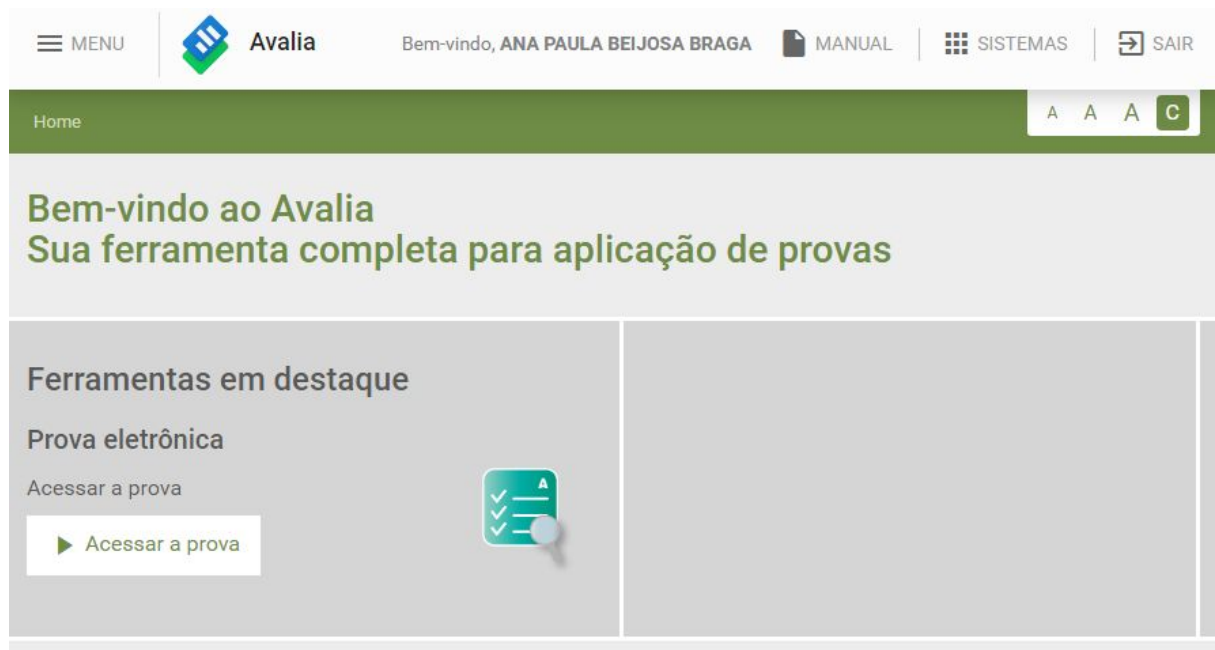 MENU
Avalia
Bem-vindo, ANA PAULA BEIJOSA BRAGA
MANUAL
SISTEMAS
SAIR
Home
A A A C
Bem-vindo ao Avalia
Sua ferramenta completa para aplicação de provas
Ferramentas em destaque
Prova eletrônica
Acessar a prova
A
Acessar a prova